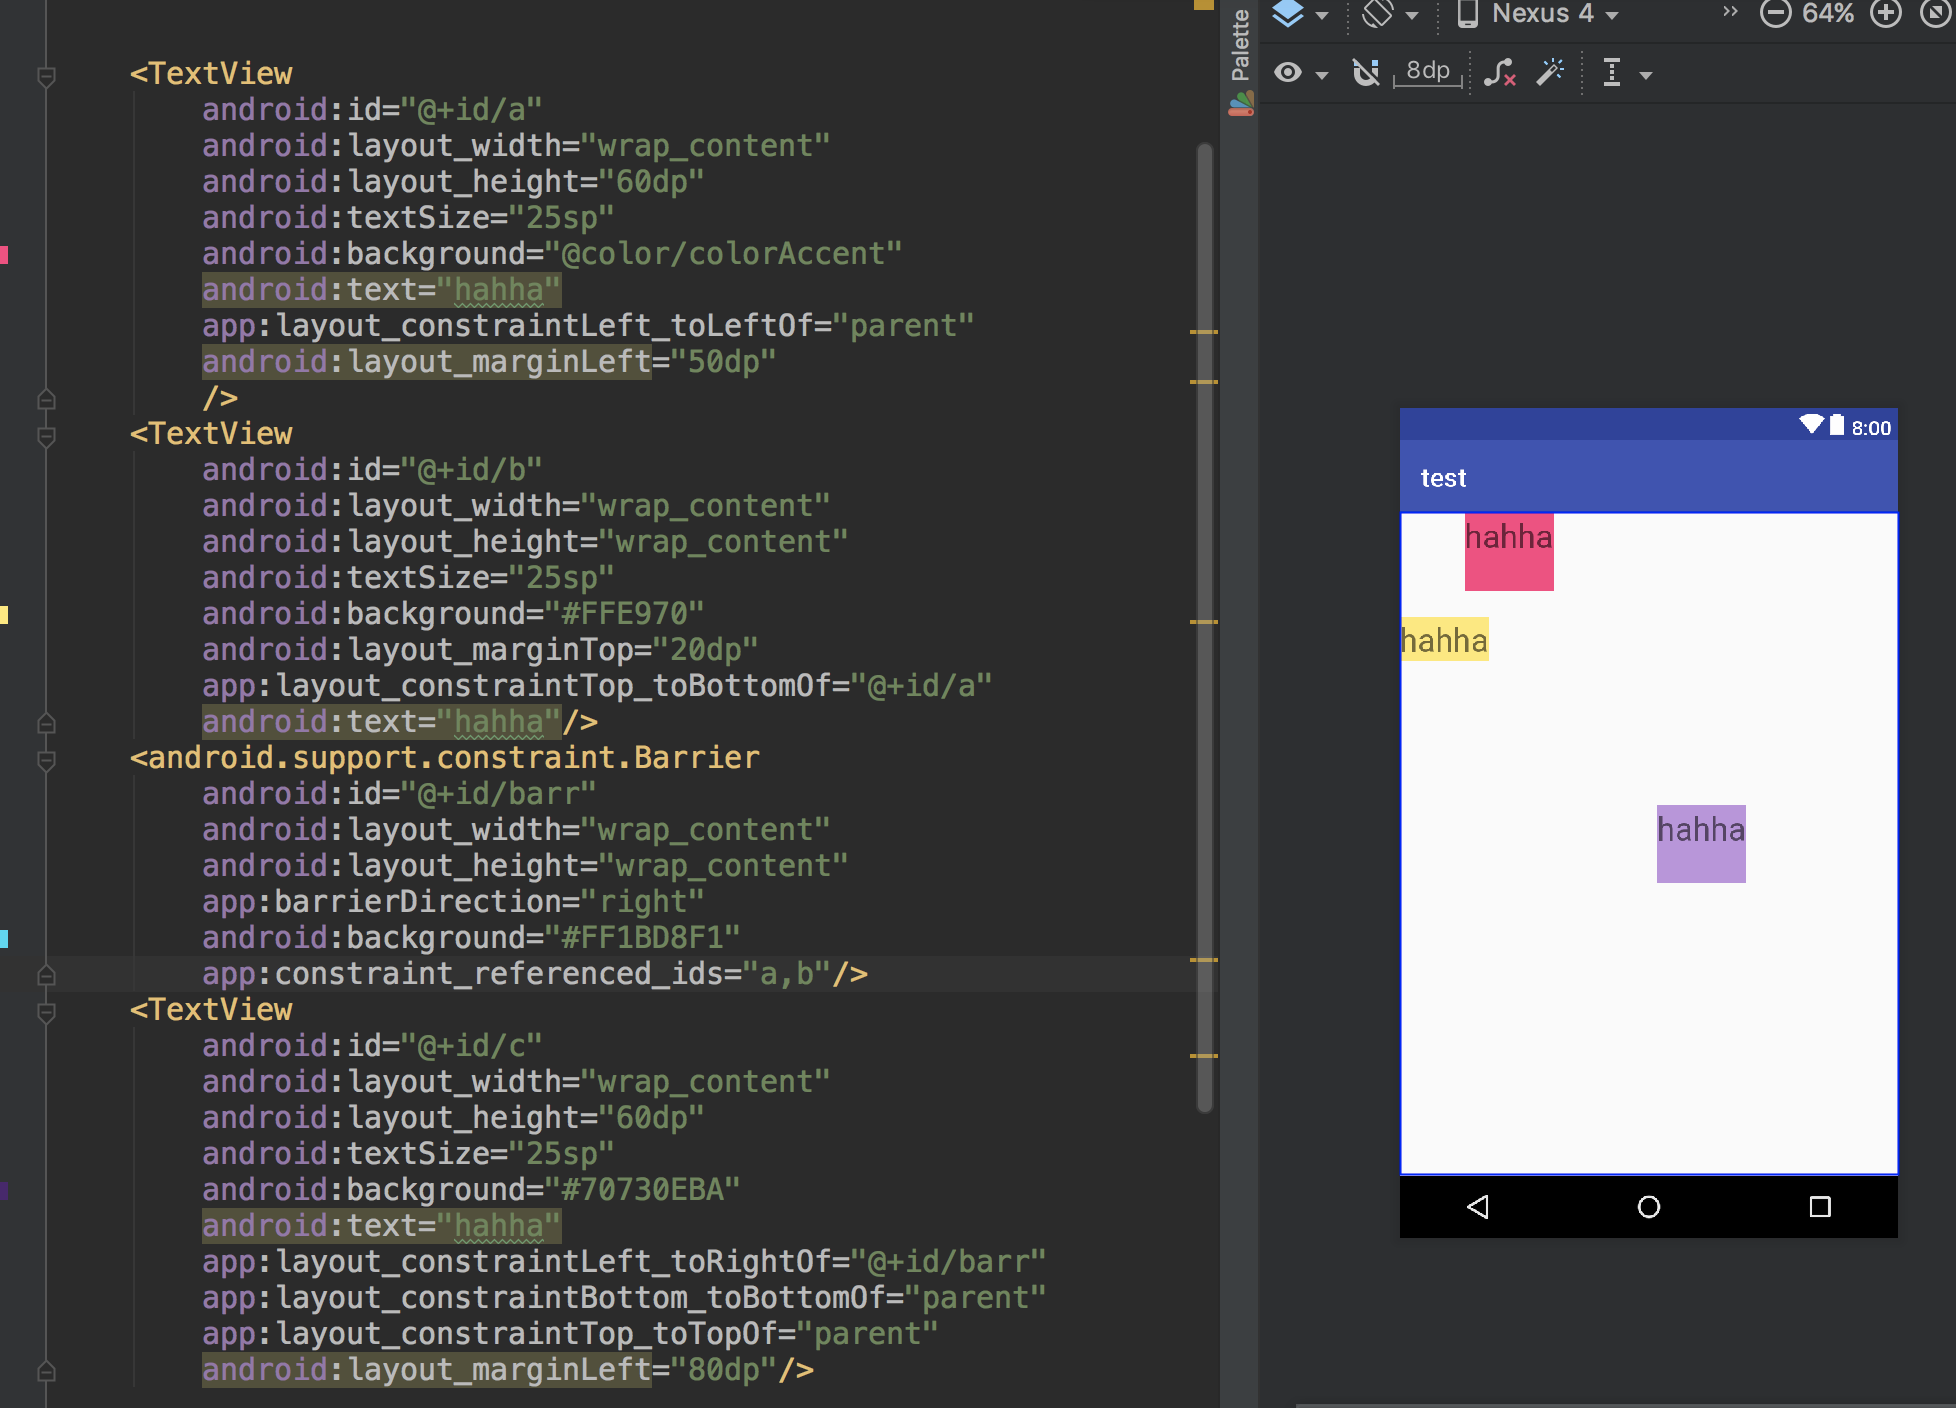 <TextView
android:id="@+id/a"
android:layout_width="wrap_content"
android:layout_height="60dp"
android:textSize="25sp"
android:background="@color/colorAccent"
android:text="hahha"
app:layout_constraintLeft_toLeftOf="parent"
android:layout_marginLeft="50dp"
/>
<TextView
android:id="@+id/b"
android:layout_width="wrap_content"
android:layout_height="wrap_content"
android:textSize="25sp"
android:background="#FFE970"
android:layout_marginTop="20dp"
app:layout_constraintTop_toBottomOf="@+id/a"
android:text="hahha"/>
<android.support.constraint.Barrier
android:id="@+id/barr"
android:layout_width="wrap_content"
android:layout_height="wrap_content"
app:barrierDirection="right"
android:background="#FF1BD8F1"
app:constraint_referenced_ids="a,b"/>
<TextView
android:id="@+id/c"
android:layout_width="wrap_content"
android:layout_height="60dp"
android:textSize="25sp"
android:background="#70730EBA"
android:text="hahha"
app:layout_constraintLeft_toRightOf="@+id/barr"
app:layout_constraintBottom_toBottomOf="parent"
app:layout_constraintTop_toTopOf="parent"
android:layout_marginLeft="80dp"/>
Palette
Nexus 4
64%
8dp
8:00
test
hahha
hahha
hahha